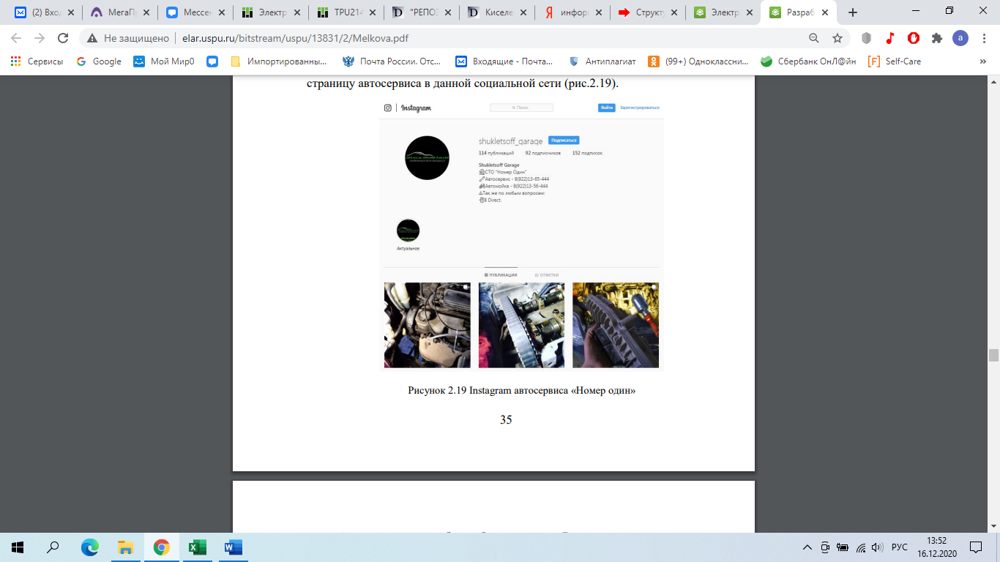 (2) Вход
МегаПр
Мессен
Электр
TPU214
"РЕПОЗ
Киселе
инфор
Структу
Электр
Разраб
Не защищено | elar.uspu.ru/bitstream/uspu/13831/2/Melkova.pdf
a
Сервисы
Google
Мой Мир0
Импортированны...
Почта России. Отс...
Входящие - Почта...
Антиплагиат
(99+) Одноклассни...
Сбербанк ОнЛ@йн
[F] Self-Care
»
страницу автосервиса в данной социальной сети (рис.2.19).
Instagram
Поиск
Войти
Зарегистрироваться
shukletsoff_garage
Подписаться
114 публикаций 92 подписчиков 152 подписок
Shukletsoff Garage
СТО "Номер Один"
Автосервис - 8(922)13-65-444
Автомойка - 8(922)13-56-444
Так же по любым вопросам:
В Direct.
Актуальное
ПУБЛИКАЦИИ
ОТМЕТКИ
Рисунок 2.19 Instagram автосервиса «Номер один»
35
РУС
13:52
16.12.2020